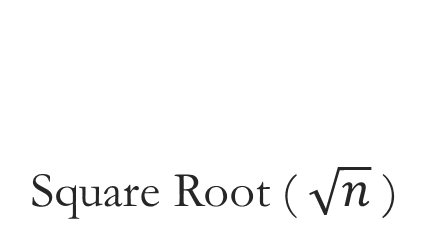 Square Root ( √n )